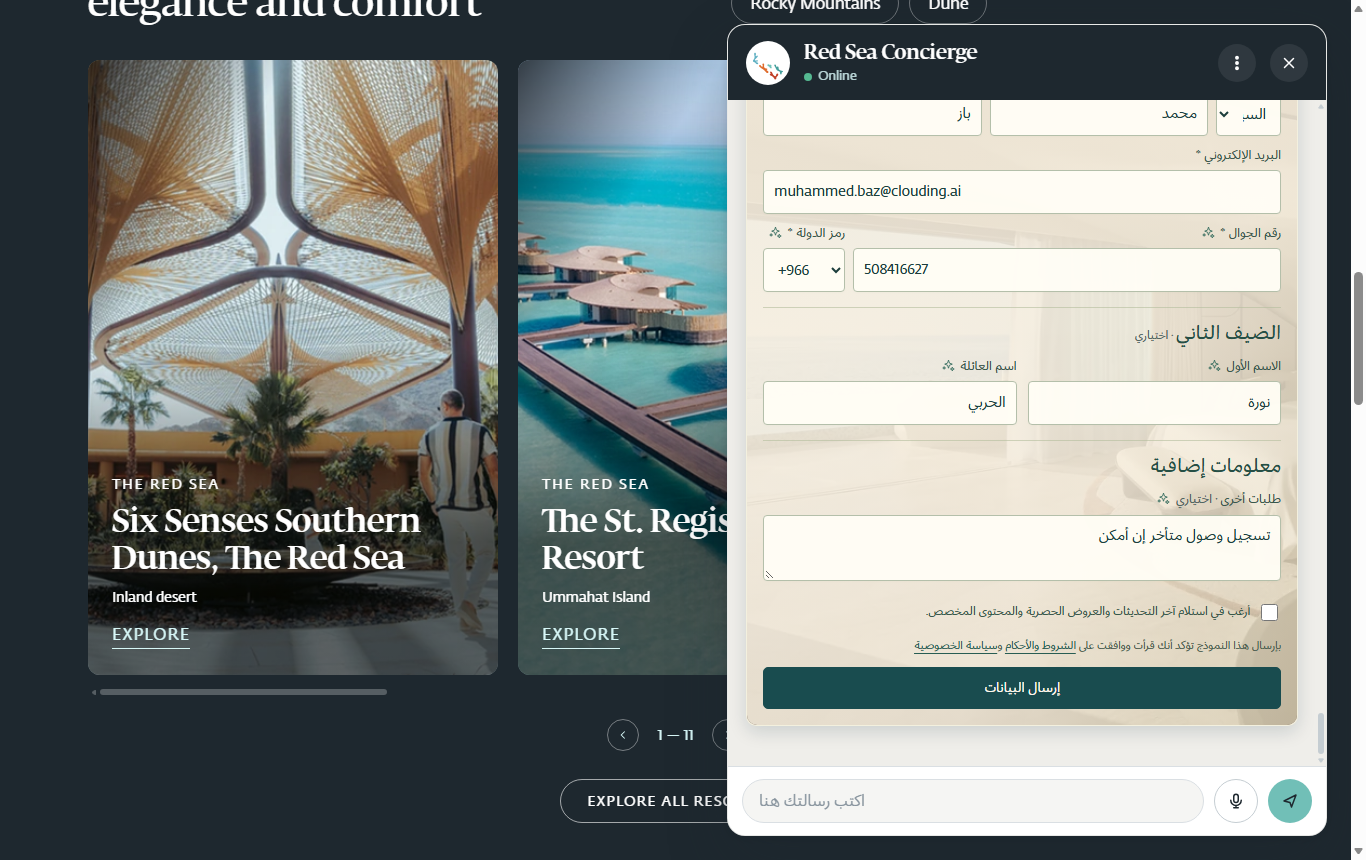 elegance and comfort
Rocky Mountains
Dune
THE RED SEA
Six Senses Southern
Dunes, The Red Sea
Inland desert
EXPLORE
THE RED SEA
The St. Regis
Resort
Ummahat Island
EXPLORE
1 — 11
EXPLORE ALL RESO
Red Sea Concierge
Online
السي
محمد
باز
البريد الإلكتروني *
muhammed.baz@clouding.ai
رقم الجوال *
رمز الدولة *
508416627
+966
الضيف الثاني · اختياري
الاسم الأول
اسم العائلة
نورة
الحربي
معلومات إضافية
طلبات أخرى · اختياري
تسجيل وصول متأخر إن أمكن
أرغب في استلام آخر التحديثات والعروض الحصرية والمحتوى المخصص.
بإرسال هذا النموذج تؤكد أنك قرأت ووافقت على الشروط والأحكام وسياسة الخصوصية
إرسال البيانات
اكتب رسالتك هنا